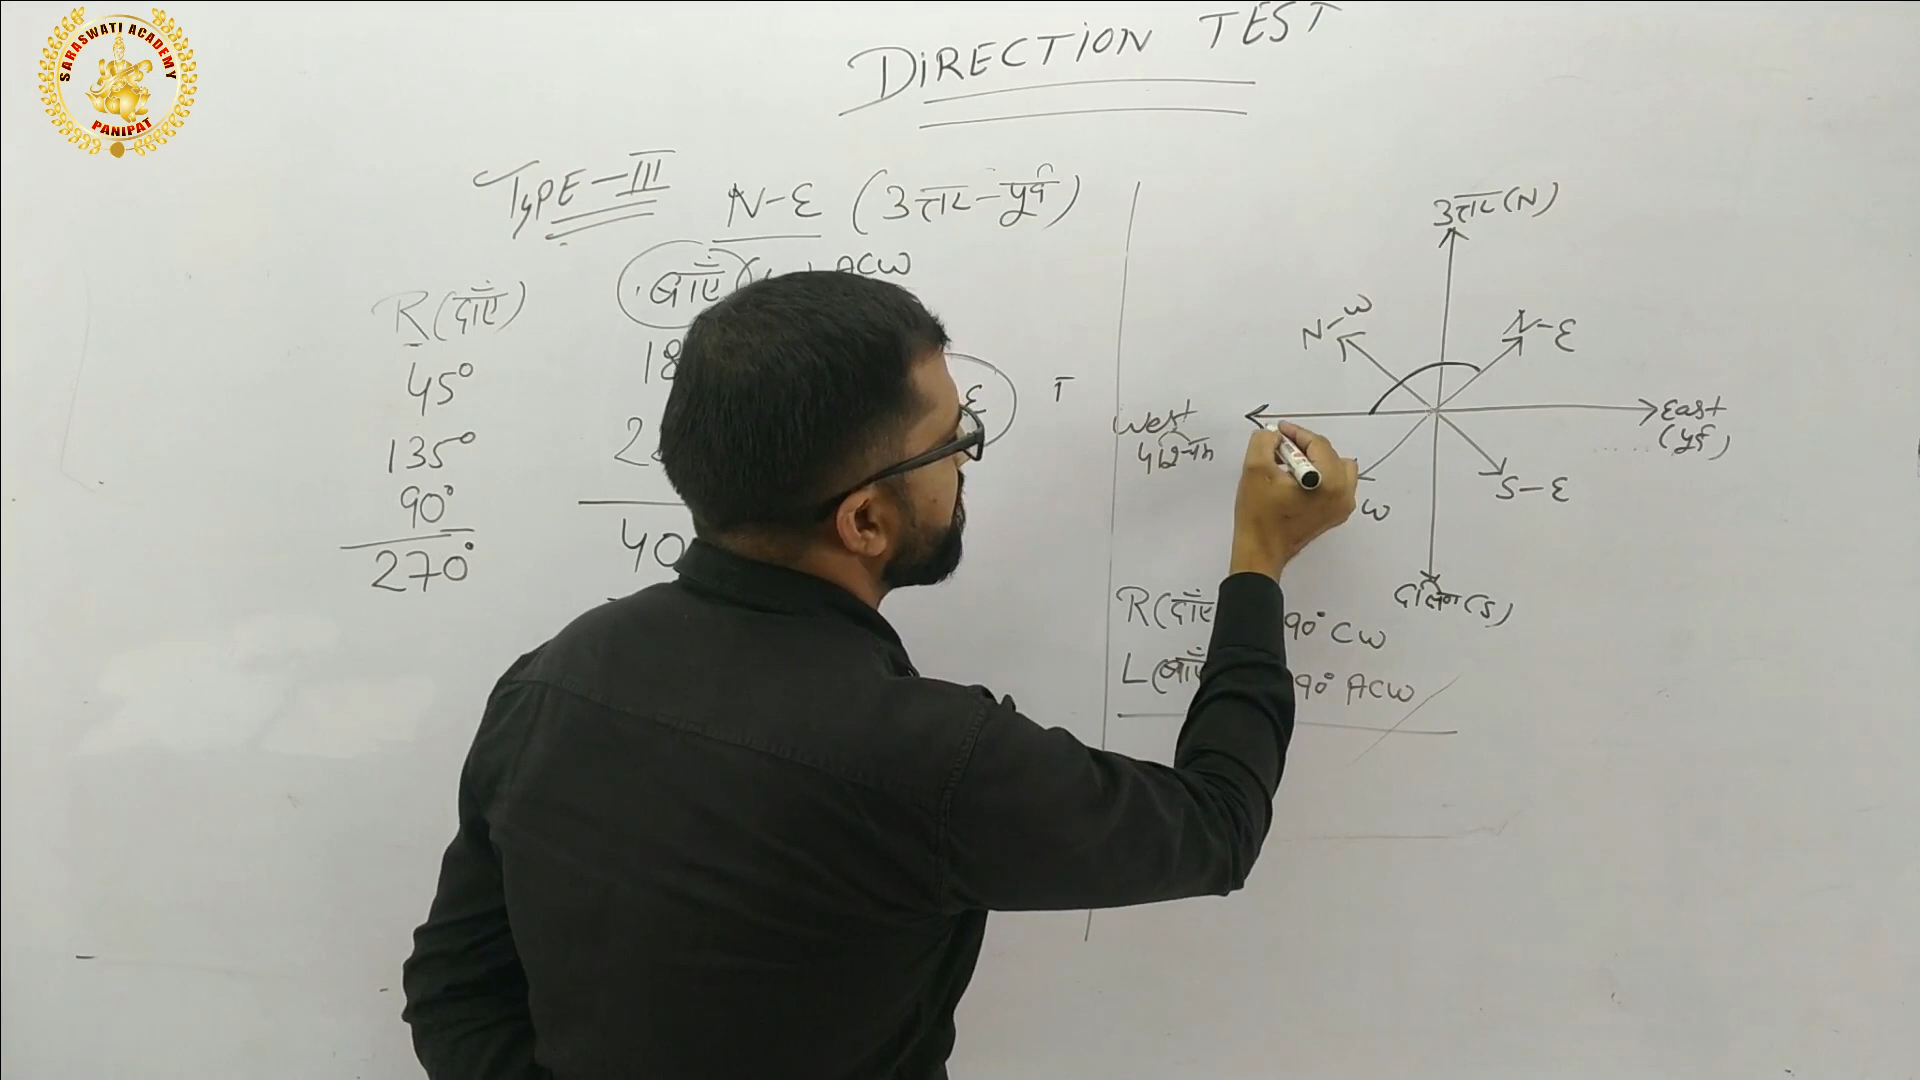 SARASWATI ACADEMY
PANIPAT
DIRECTION TEST
TYPE-III
N-E (उत्तर-पूर्व)
R(दाँए)
बाँए
ACW
45°
135°
90°
270°
उत्तर(N)
N-W
N-E
West
पश्चिम
East
(पूर्व)
W
S-E
दक्षिण(S)
R(दाँए
90° CW
L(बाँए
90° ACW